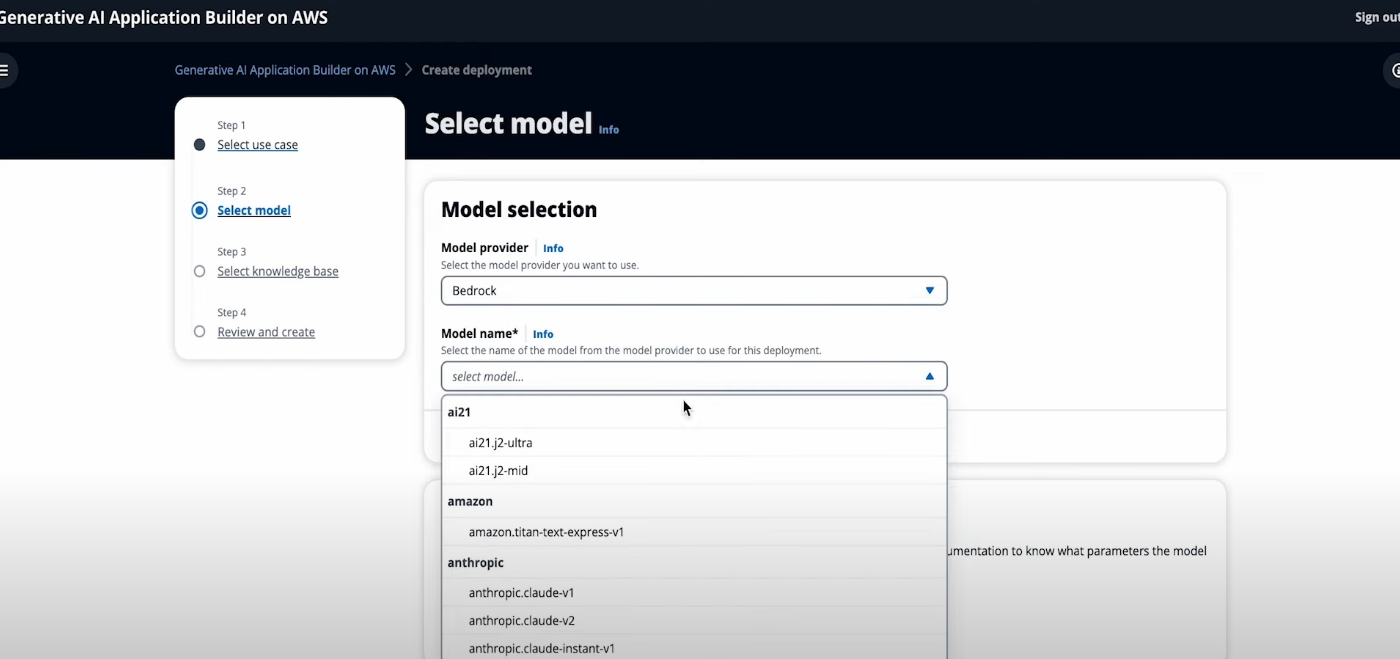 Generative AI Application Builder on AWS
Generative AI Application Builder on AWS Create deployment
Step 1
Select use case
Step 2
Select model
Step 3
Select knowledge base
Step 4
Review and create
Select model Info
Model selection
Model provider Info
Select the model provider you want to use.
Bedrock
Model name* Info
Select the name of the model from the model provider to use for this deployment.
select model...
ai21
ai21.j2-ultra
ai21.j2-mid
amazon
amazon.titan-text-express-v1
anthropic
anthropic.claude-v1
anthropic.claude-v2
anthropic.claude-instant-v1
to know what parameters the model